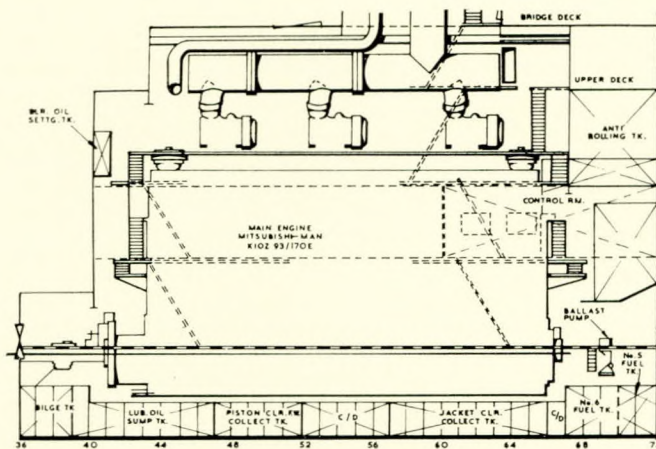 BRIDGE DECK
UPPER DECK
BLR. OIL
SETTG. TK.
ANTI
ROLLING TK.
CONTROL RM.
MAIN ENGINE
MITSUBISHI-MAN
K10Z 93/170E
BALLAST
PUMP
No.5
FUEL
TK.
BILGE TK
LUB. OIL
SUMP TK.
PISTON CLR. F.W.
COLLECT TK.
C/D
JACKET CLR.
COLLECT TK.
C/D
No.6
FUEL TK.
36 40 44 48 52 56 60 64 68